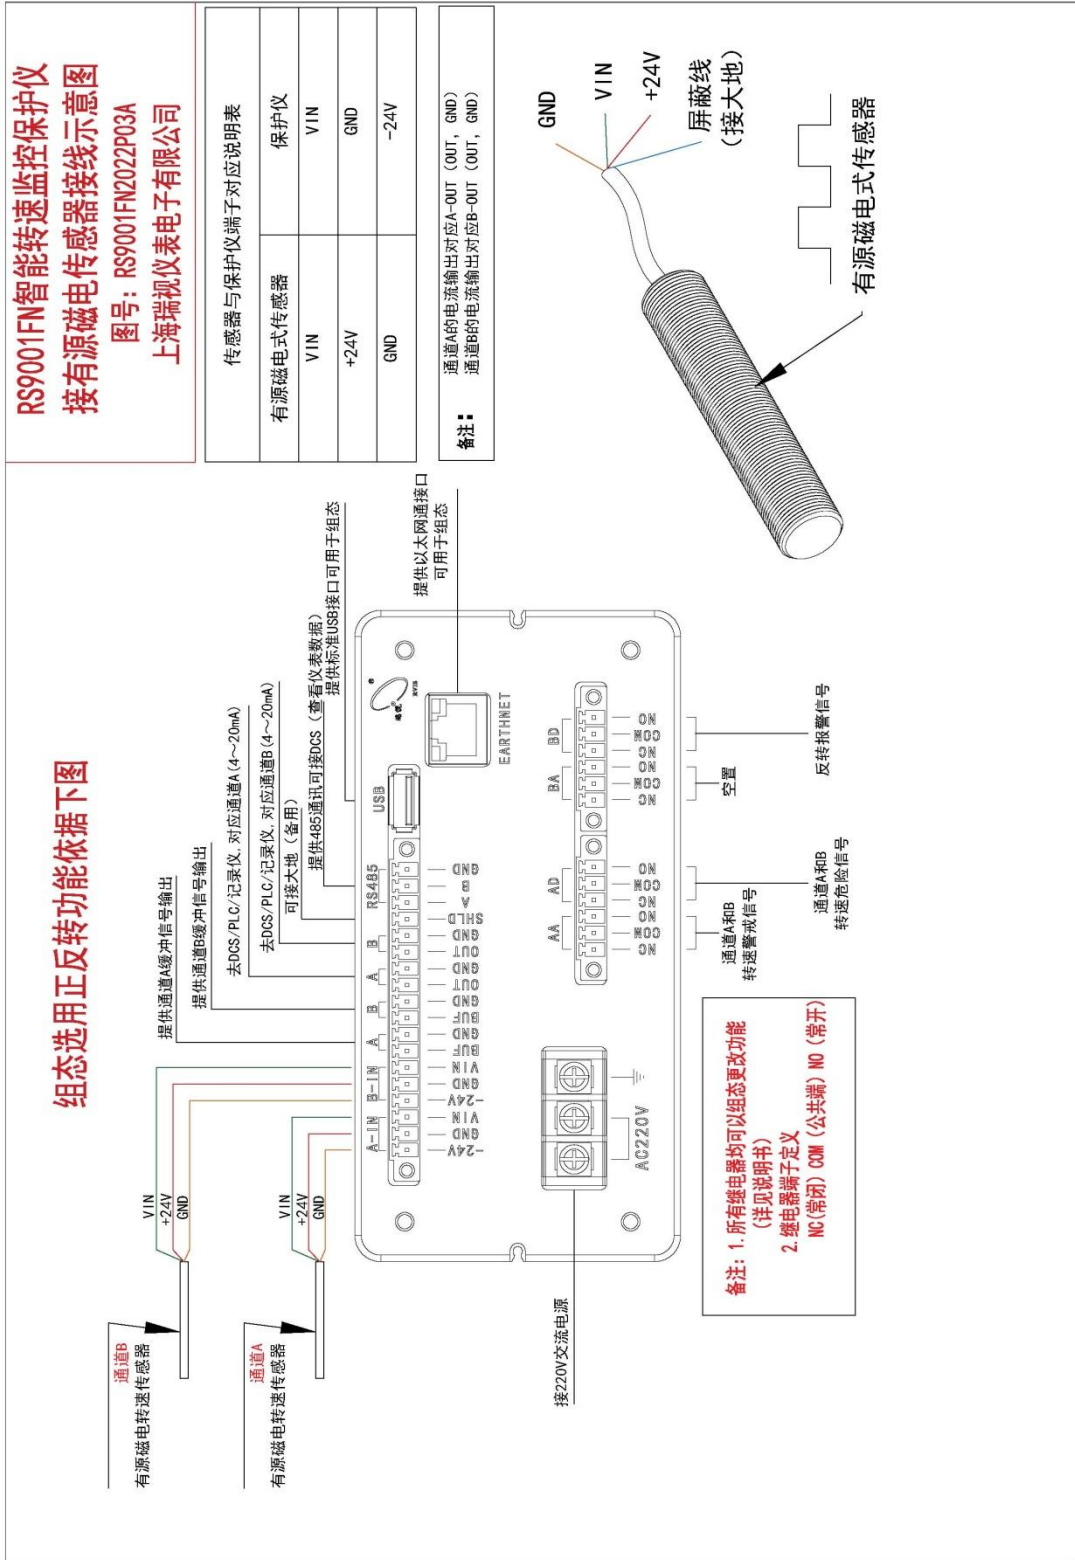 RS9001FN智能转速监控保护仪
接有源磁电传感器接线示意图
图号：RS9001FN2022P03A
上海瑞视仪表电子有限公司
传感器与保护仪端子对应说明表
有源磁电式传感器 保护仪
VIN VIN
+24V GND
GND -24V
备注：
通道A的电流输出对应A-OUT (OUT, GND)
通道B的电流输出对应B-OUT (OUT, GND)
GND
VIN
+24V
屏蔽线
(接大地)
有源磁电式传感器
组态选用正反转功能依据下图
通道B
有源磁电转速传感器
VIN
+24V
GND
通道A
有源磁电转速传感器
VIN
+24V
GND
提供通道A缓冲信号输出
提供通道B缓冲信号输出
去DCS/PLC/记录仪,对应通道A(4～20mA)
去DCS/PLC/记录仪,对应通道B(4～20mA)
可接大地 (备用)
提供485通讯可接DCS (查看仪表数据)
提供标准USB接口可用于组态
提供以太网通接口
可用于组态
A-IN B-IN A B A B RS485 USB
-24V GND VIN -24V GND VIN BUF GND BUF GND OUT GND OUT GND SHLD A B GND
瑞视®
RVIS
EARTHNET
AC220V
AA AD BA BD
NC COM NO NC COM NO NC COM NO NC COM NO
接220V交流电源
通道A和B
转速警戒信号
通道A和B
转速危险信号
空置
反转报警信号
备注: 1.所有继电器均可以组态更改功能
(详见说明书)
2.继电器端子定义
NC(常闭) COM (公共端) NO (常开)